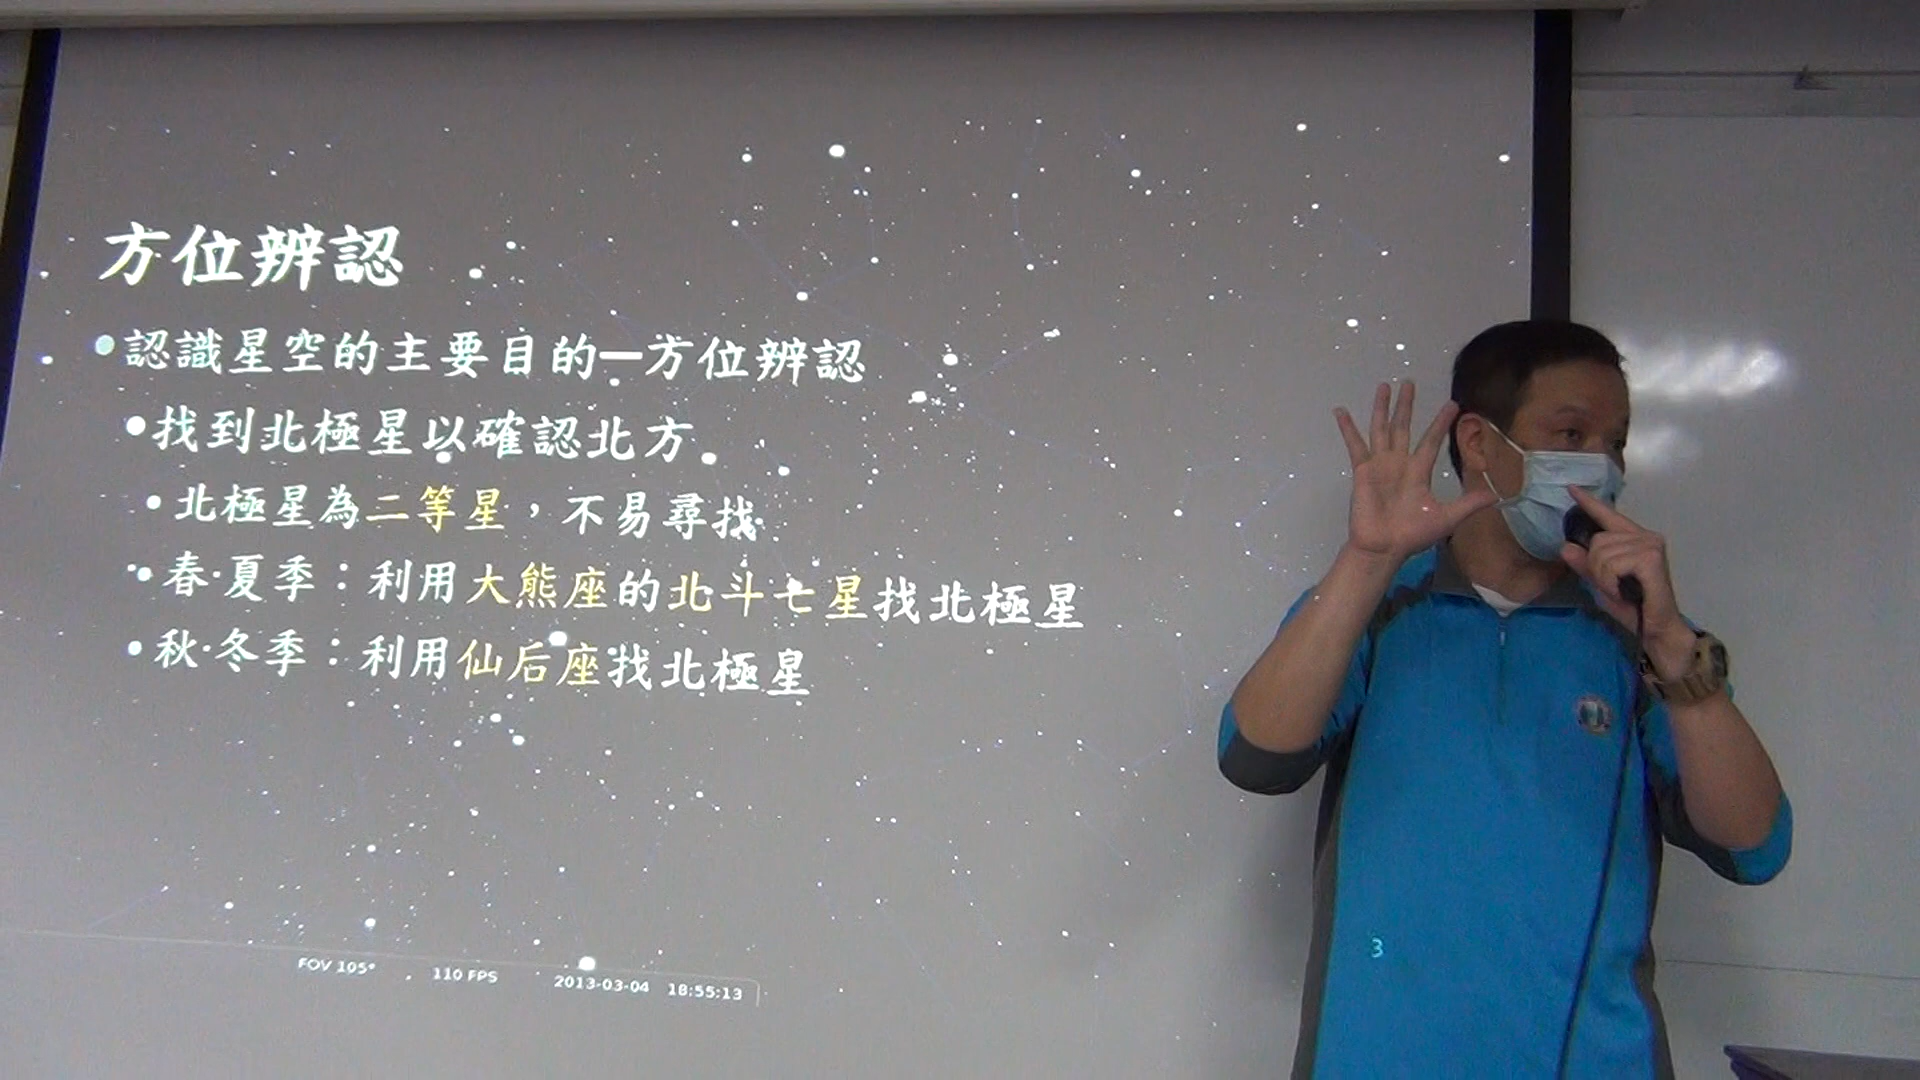 方位辨認
•認識星空的主要目的—方位辨認
•找到北極星以確認北方
•北極星為二等星，不易尋找
•春·夏季：利用大熊座的北斗七星找北極星
•秋·冬季：利用仙后座找北極星
FOV 105° 110 FPS 2013-03-04 18:55:13
3